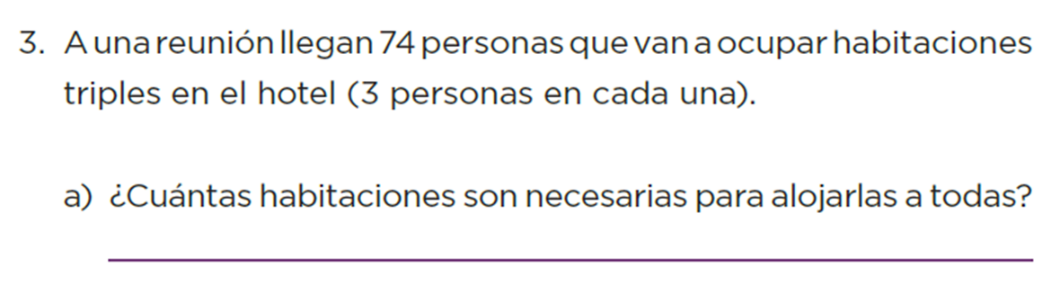 3. A una reunión llegan 74 personas que van a ocupar habitaciones
triples en el hotel (3 personas en cada una).
a) ¿Cuántas habitaciones son necesarias para alojarlas a todas?